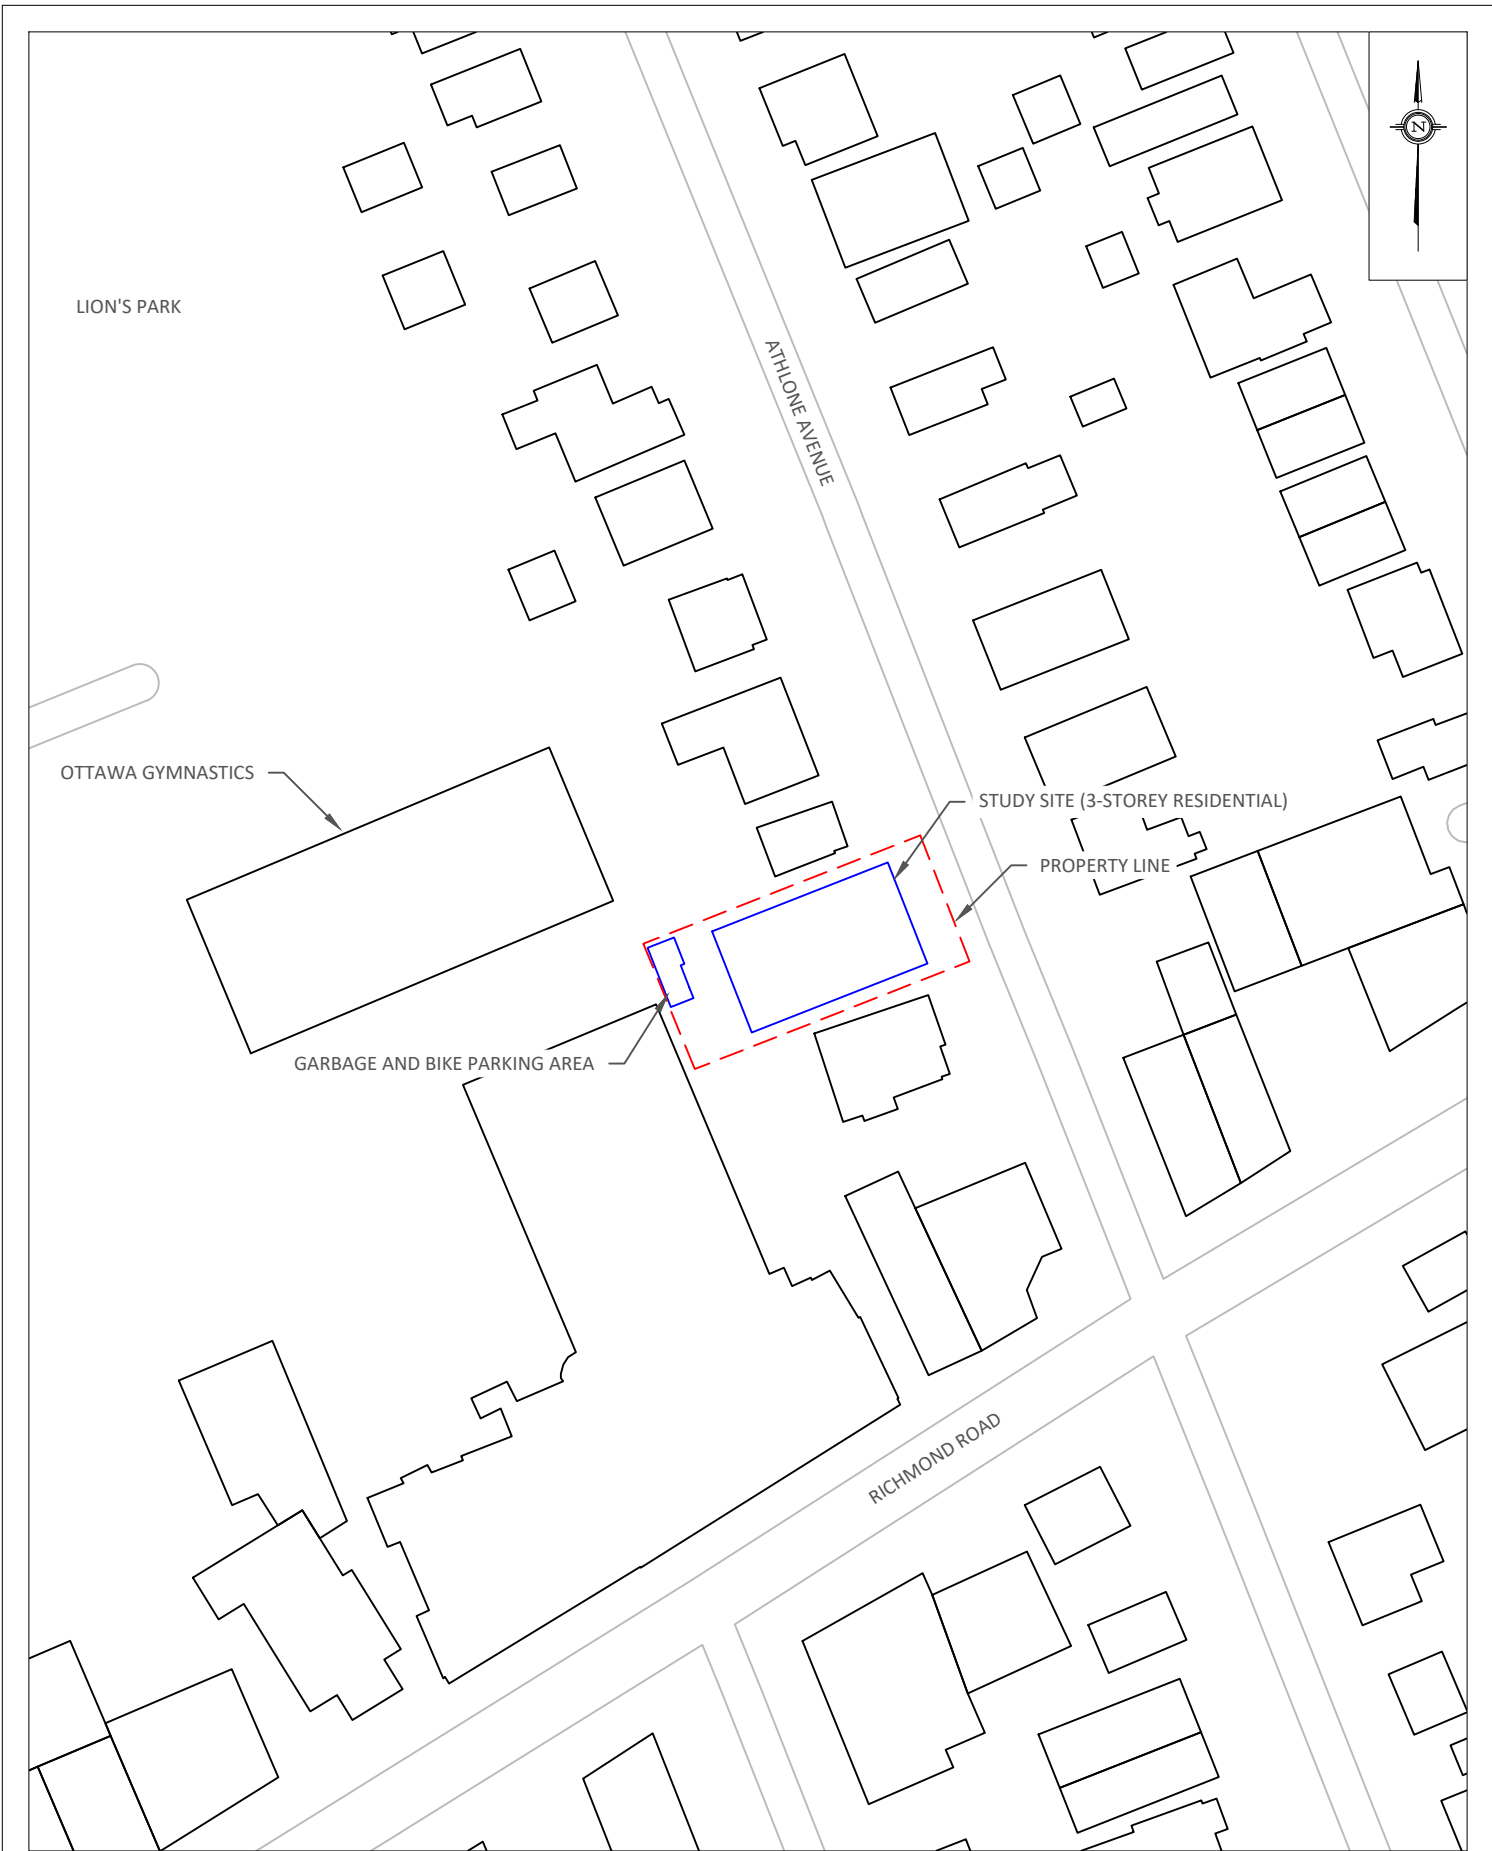 N
LION'S PARK
ATHLONE AVENUE
OTTAWA GYMNASTICS
STUDY SITE (3-STOREY RESIDENTIAL)
PROPERTY LINE
GARBAGE AND BIKE PARKING AREA
RICHMOND ROAD